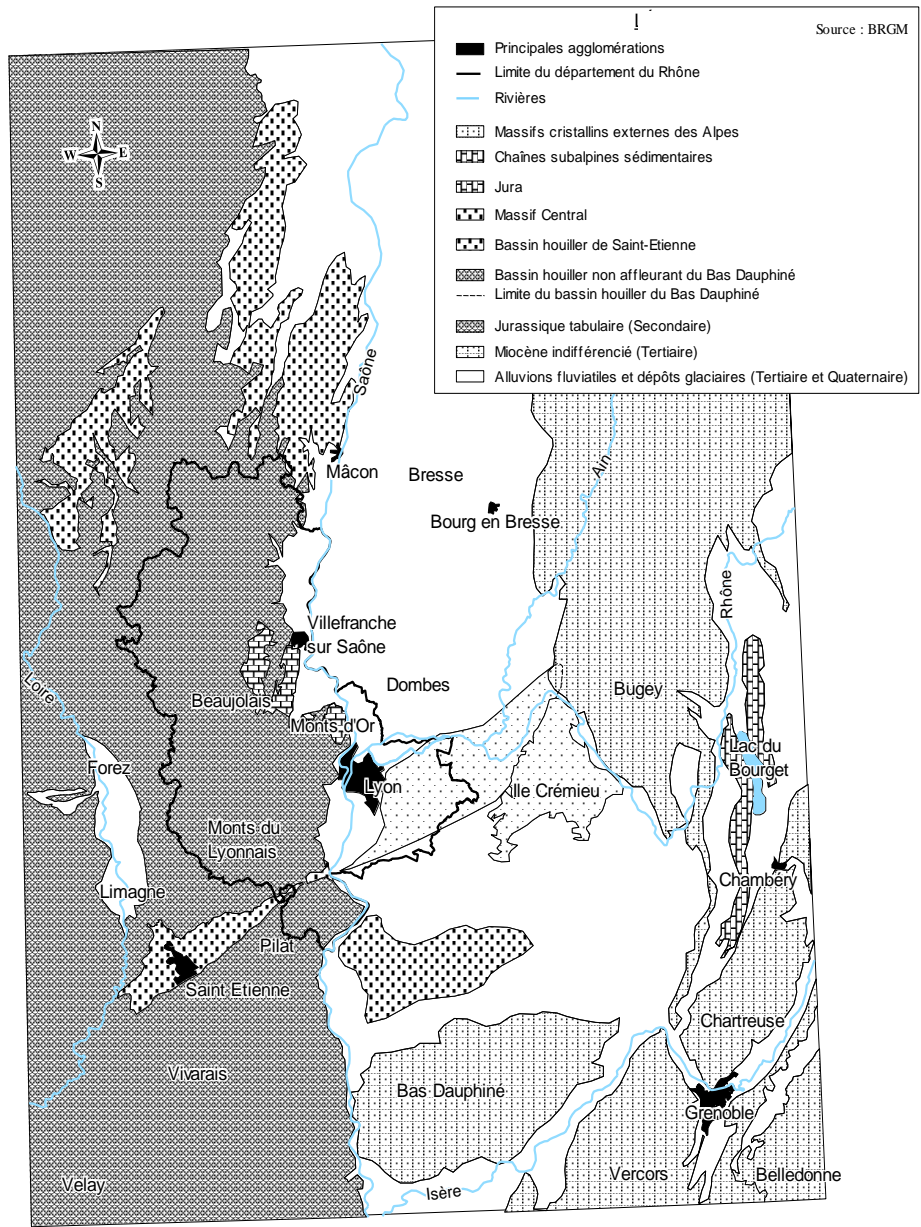 Source : BRGM
Principales agglomérations
Limite du département du Rhône
Rivières
Massifs cristallins externes des Alpes
Chaînes subalpines sédimentaires
Jura
Massif Central
Bassin houiller de Saint-Etienne
Bassin houiller non affleurant du Bas Dauphiné
Limite du bassin houiller du Bas Dauphiné
Jurassique tabulaire (Secondaire)
Miocène indifférencié (Tertiaire)
Alluvions fluviatiles et dépôts glaciaires (Tertiaire et Quaternaire)
N
W E
S
Saône
Mâcon
Bresse
Ain
Bourg en Bresse
Rhône
Villefranche
sur Saône
Loire
Beaujolais
Dombes
Bugey
Monts d'Or
Forez
Lyon
Ile Crémieu
Lac du
Bourget
Monts du
Lyonnais
Limagne
Chambéry
Pilat
Saint Etienne
Chartreuse
Vivarais
Bas Dauphiné
Grenoble
Velay
Isère
Vercors
Belledonne